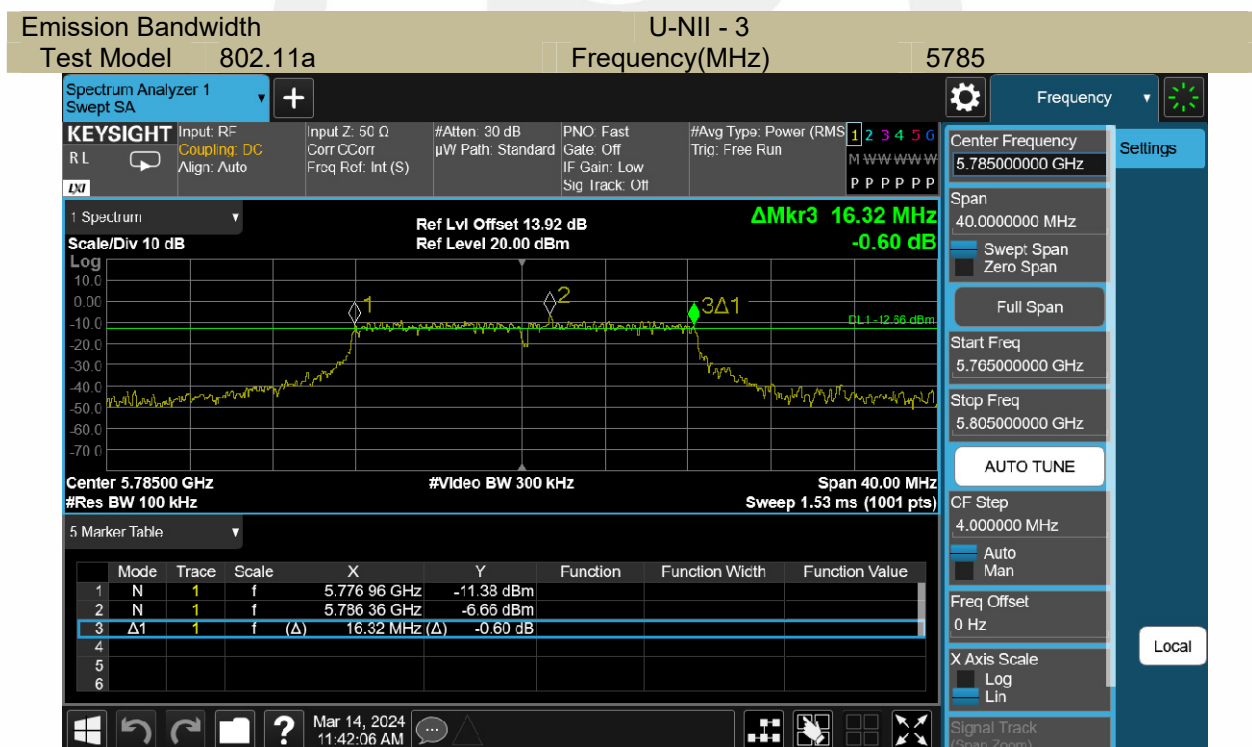 Emission Bandwidth U-NII - 3
Test Model 802.11a Frequency(MHz) 5785
Spectrum Analyzer 1
Swept SA
Frequency
KEYSIGHT
R L
LXI
Input: RF
Coupling: DC
Align: Auto
Input Z: 50 Ω
Corr CCorr
Freq Ref: Int (S)
#Atten: 30 dB
µW Path: Standard
PNO: Fast
Gate: Off
IF Gain: Low
Sig Track: Off
#Avg Type: Power (RMS
Trig: Free Run
1 2 3 4 5 6
M W W W W W
P P P P P P
1 Spectrum
Scale/Div 10 dB
Ref Lvl Offset 13.92 dB
Ref Level 20.00 dBm
ΔMkr3 16.32 MHz
-0.60 dB
Log
10.0
0.00
-10.0
-20.0
-30.0
-40.0
-50.0
-60.0
-70.0
1
2
3Δ1
DL1 -12.66 dBm
Center 5.78500 GHz
#Res BW 100 kHz
#Video BW 300 kHz
Span 40.00 MHz
Sweep 1.53 ms (1001 pts)
5 Marker Table
Mode Trace Scale X Y Function Function Width Function Value
1 N 1 f 5.776 96 GHz -11.38 dBm
2 N 1 f 5.786 36 GHz -6.66 dBm
3 Δ1 1 f (Δ) 16.32 MHz (Δ) -0.60 dB
4
5
6
Mar 14, 2024
11:42:06 AM
Center Frequency
5.785000000 GHz
Settings
Span
40.0000000 MHz
Swept Span
Zero Span
Full Span
Start Freq
5.765000000 GHz
Stop Freq
5.805000000 GHz
AUTO TUNE
CF Step
4.000000 MHz
Auto
Man
Freq Offset
0 Hz
X Axis Scale
Log
Lin
Local
Signal Track
(Span Zoom)